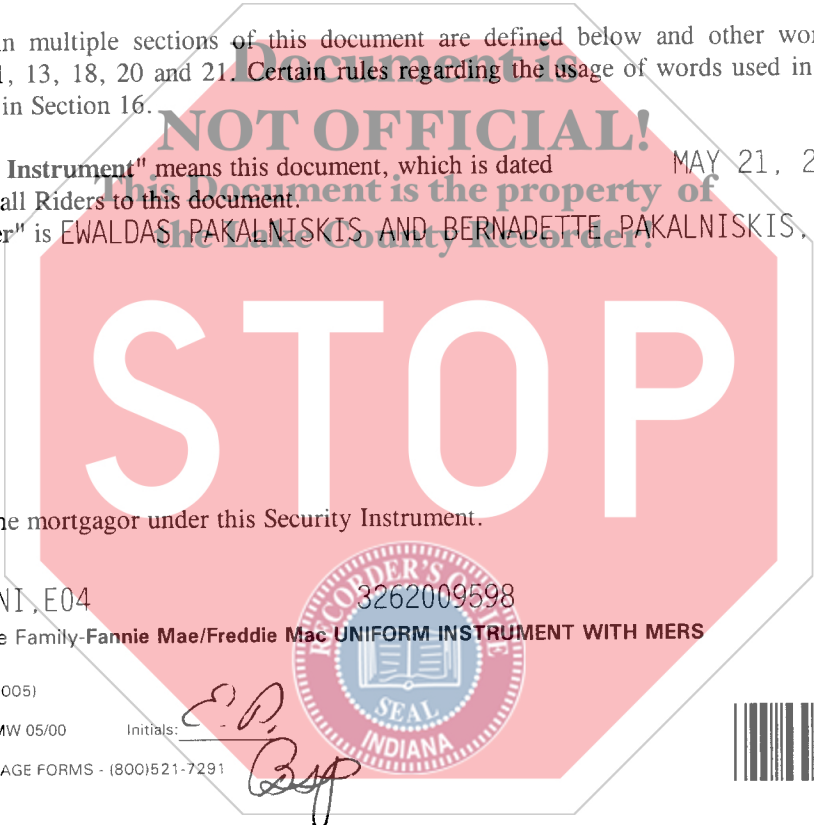 in multiple sections of this document are defined below and other wor
1, 13, 18, 20 and 21. Certain rules regarding the usage of words used in
in Section 16.
Document is
NOT OFFICIAL!
This Document is the property of
the Lake County Recorder!
Instrument" means this document, which is dated MAY 21, 2
all Riders to this document.
er" is EWALDAS PAKALNISKIS AND BERNADETTE PAKALNISKIS,
STOP
he mortgagor under this Security Instrument.
NI,E04 3262009598
e Family-Fannie Mae/Freddie Mac UNIFORM INSTRUMENT WITH MERS
005)
MW 05/00 Initials: E.P.
BSP
AGE FORMS - (800)521-7291
RECORDER'S OFFICE
SEAL
INDIANA